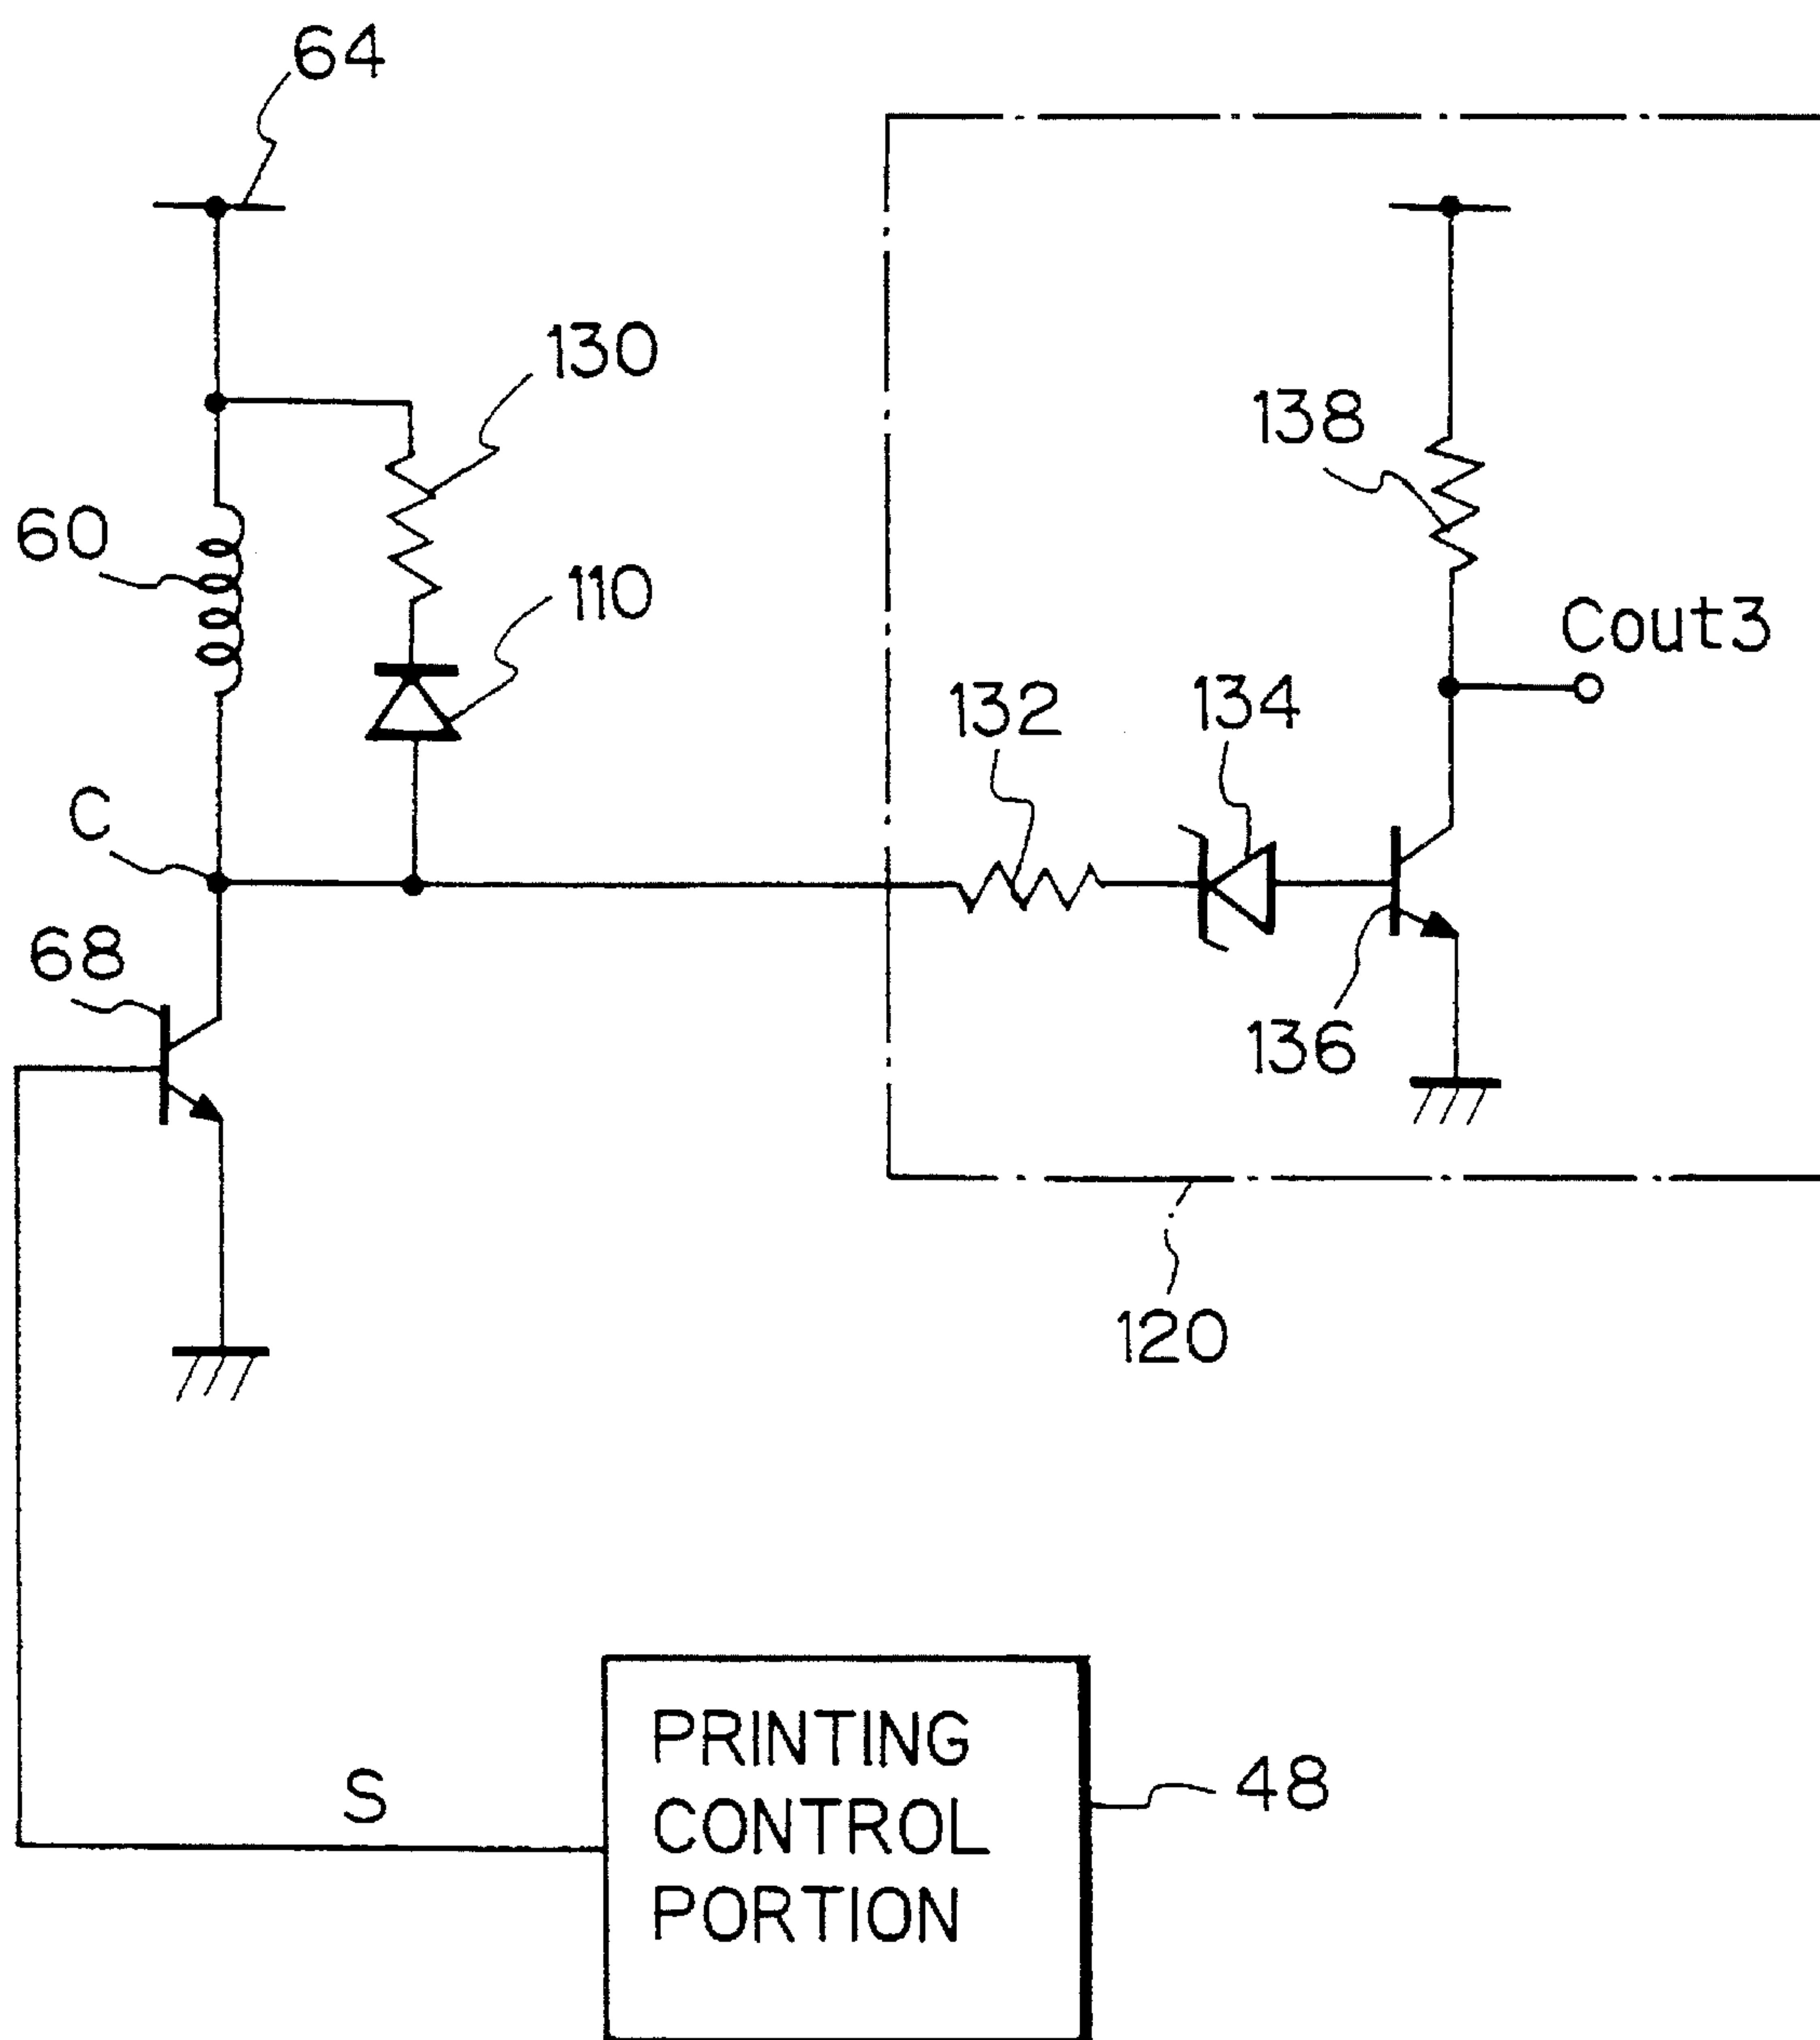 64
130
138
60
110
Cout3
132
134
C
68
136
120
PRINTING
CONTROL
PORTION
48
S